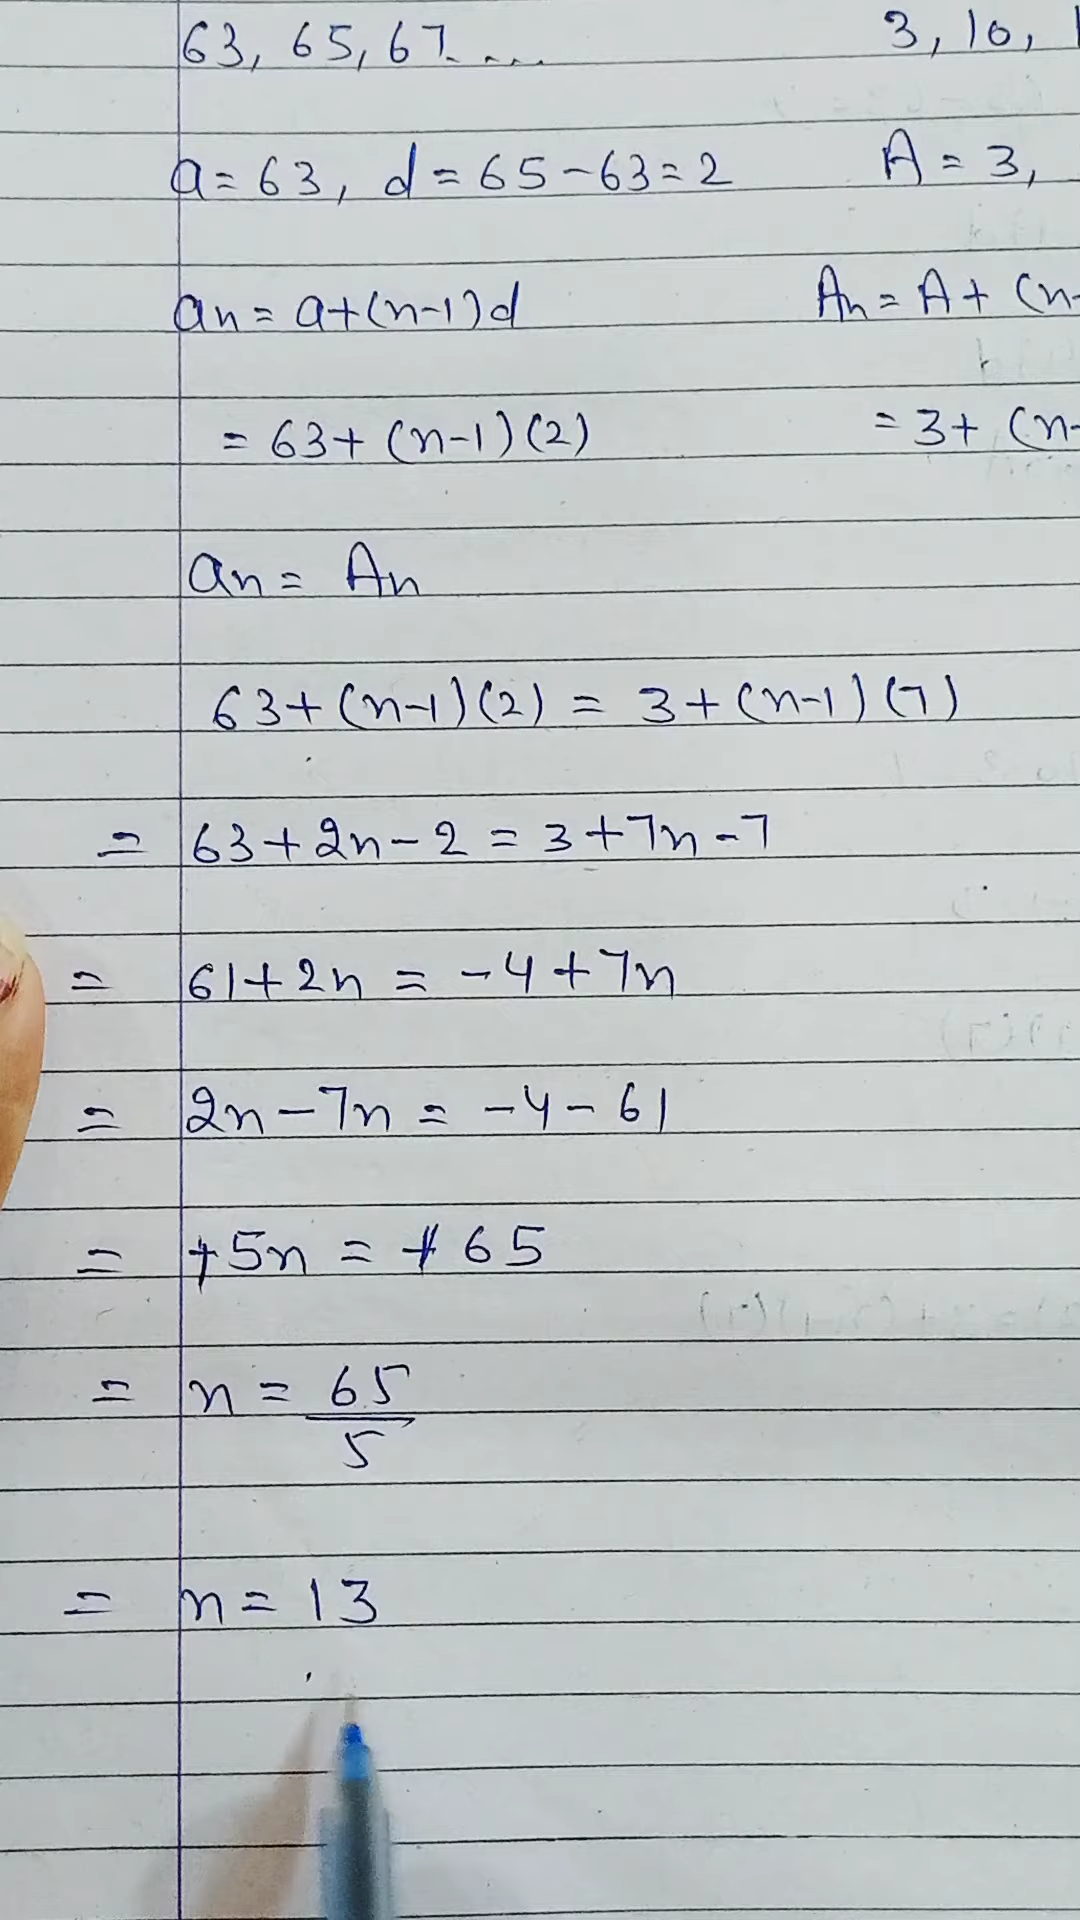 63, 65, 67.... 3, 10,
a = 63, d = 65 - 63 = 2 A = 3,
an = a + (n-1)d An = A + (n-
= 63 + (n-1)(2) = 3 + (n-
an = An
63 + (n-1)(2) = 3 + (n-1)(7)
= 63 + 2n - 2 = 3 + 7n - 7
= 61 + 2n = -4 + 7n
= 2n - 7n = -4 - 61
= +5n = +65
= n = 65/5
= n = 13